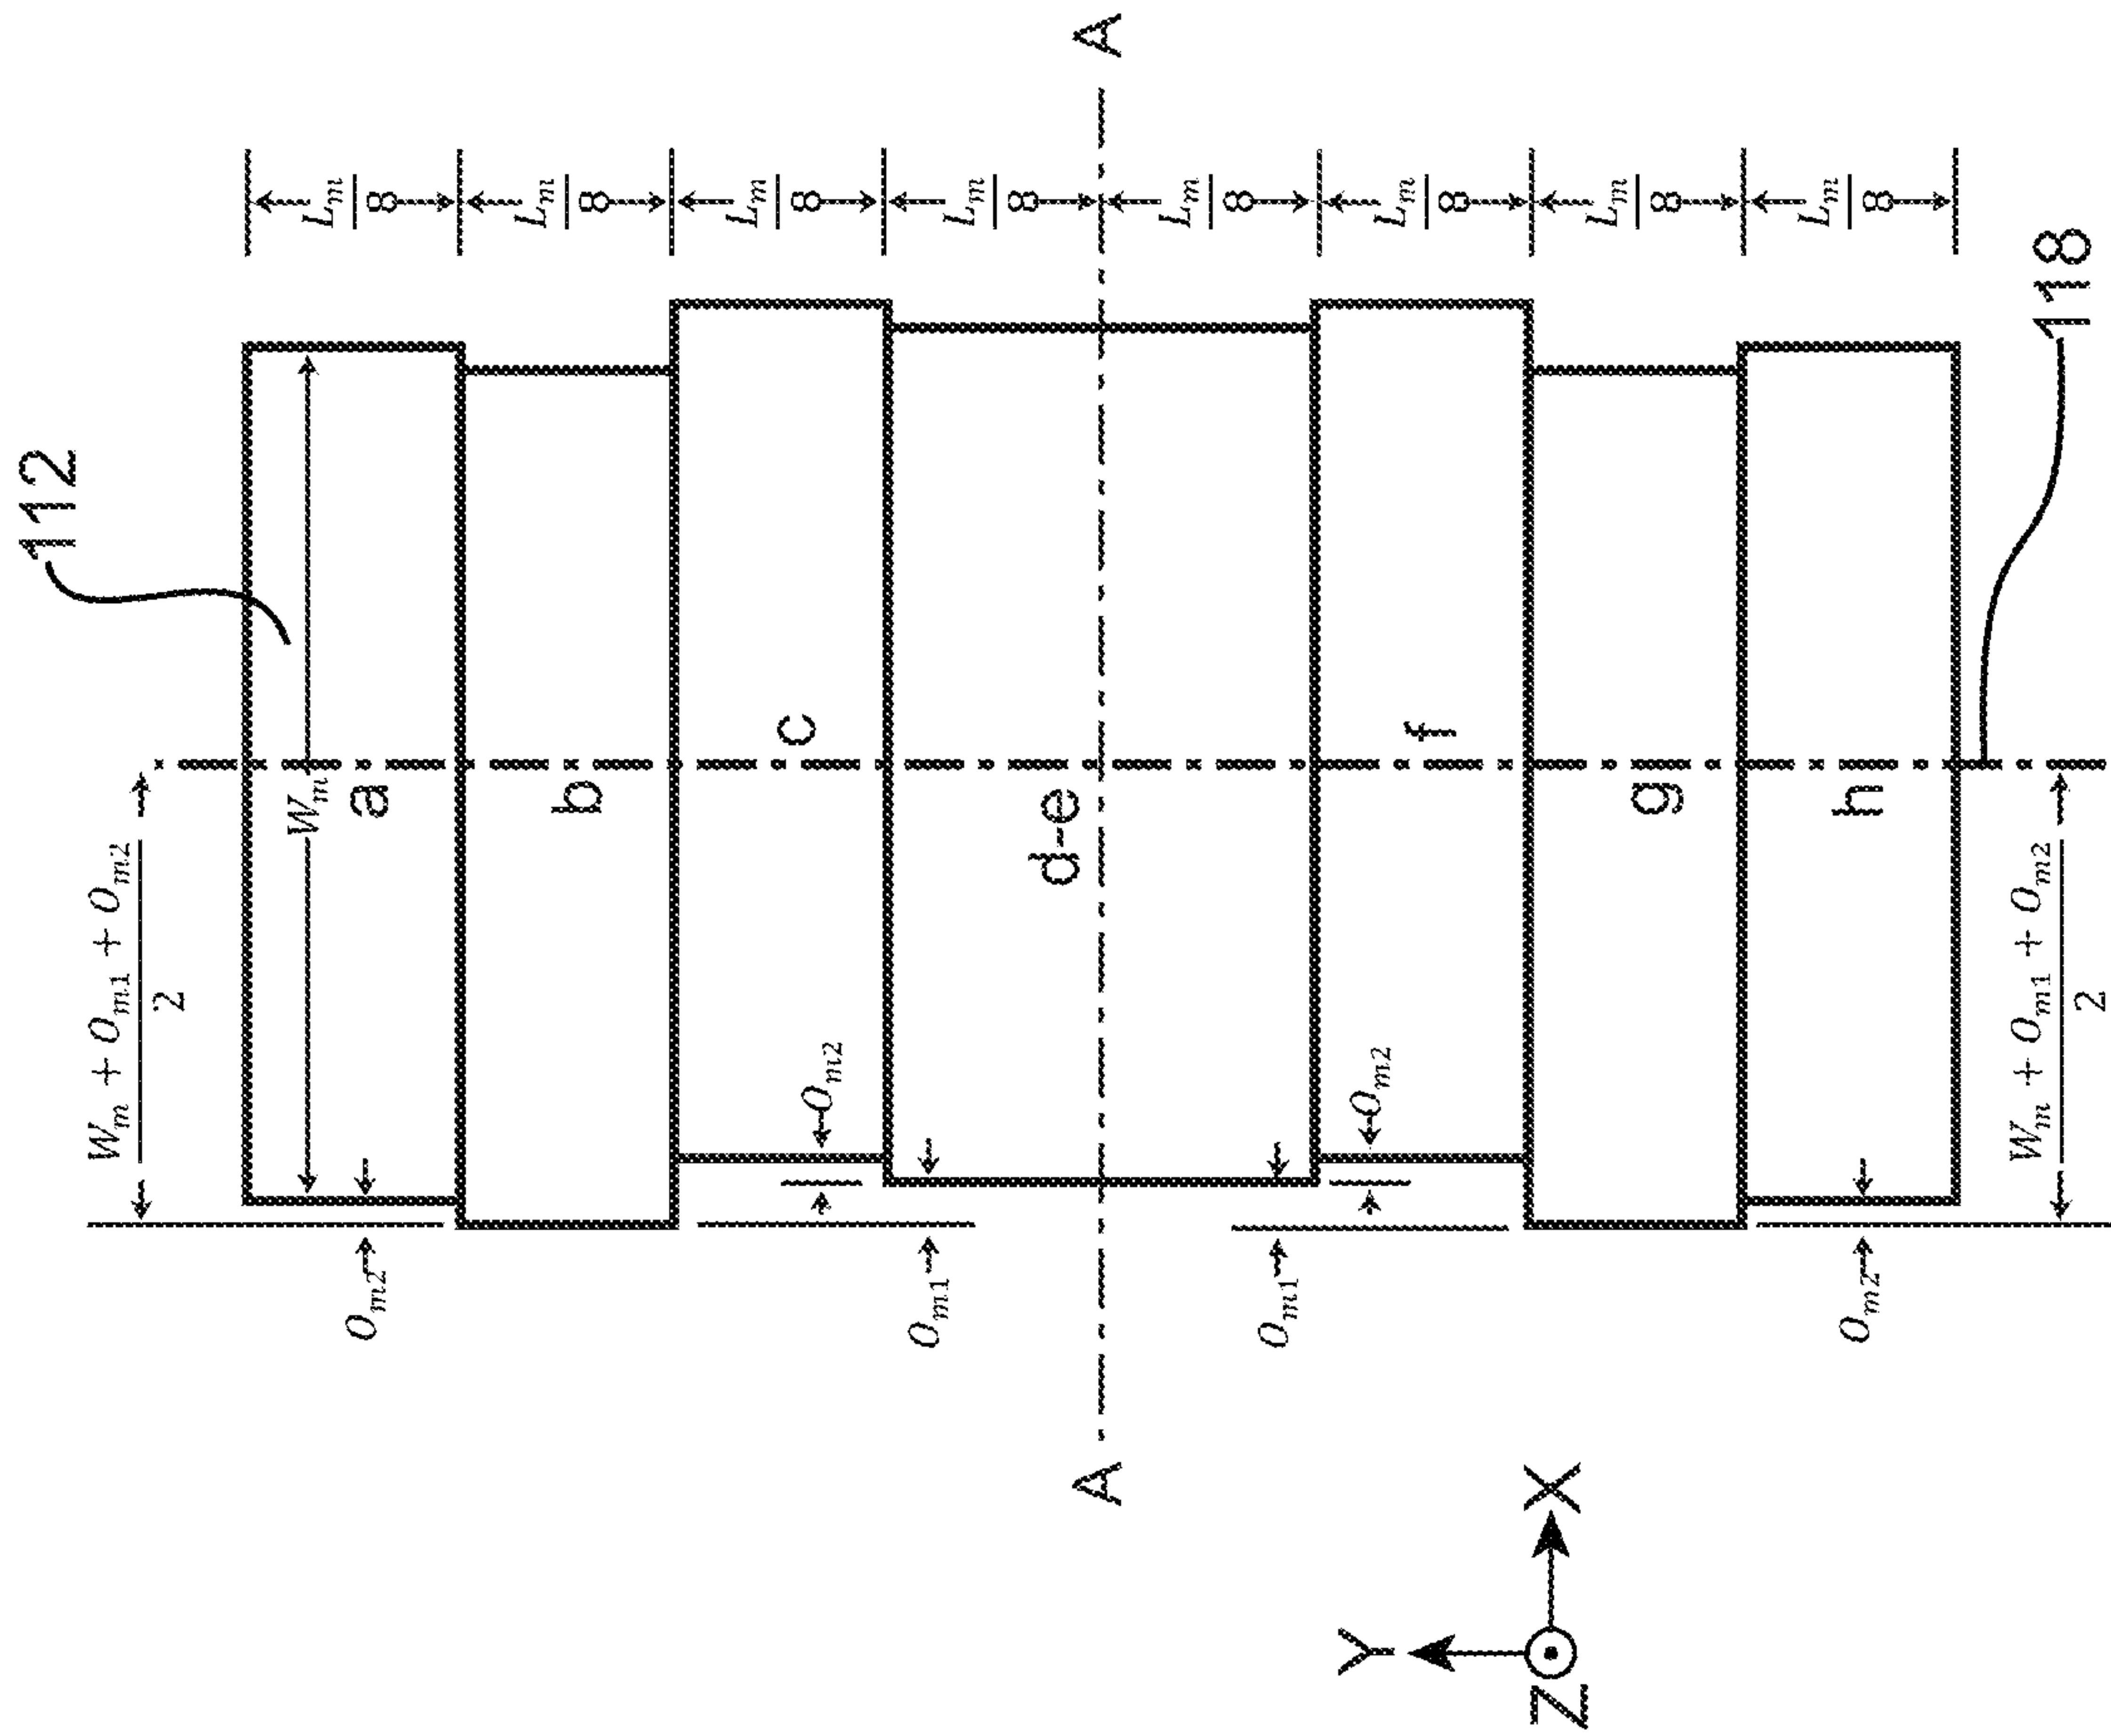 112
A
A
W_m + O_m1 + O_m2
2
W_m
a
b
c
d-e
f
g
h
L_m
8
L_m
8
L_m
8
L_m
8
L_m
8
L_m
8
L_m
8
L_m
8
O_m2
O_m2
O_m1
O_m1
O_m2
O_m2
W_m + O_m1 + O_m2
2
118
Y
X
Z